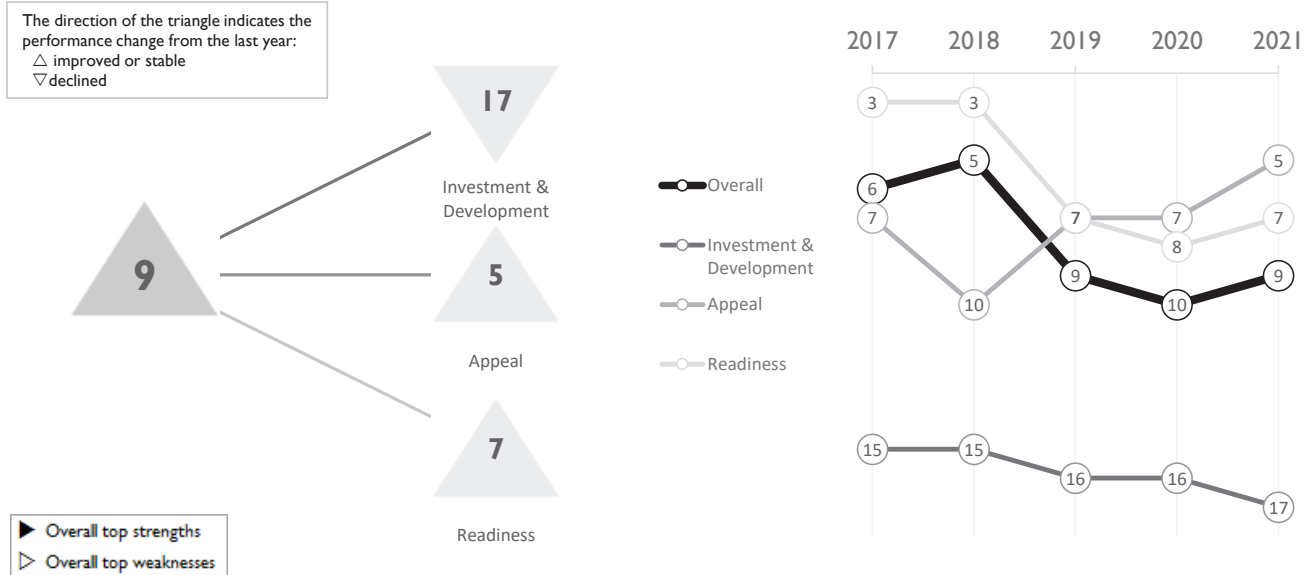 The direction of the triangle indicates the
performance change from the last year:
△ improved or stable
▽ declined
9
17
Investment &
Development
5
Appeal
7
Readiness
▶ Overall top strengths
▷ Overall top weaknesses
Overall
Investment &
Development
Appeal
Readiness
2017 2018 2019 2020 2021
3 3
5 5
6
7 7 7 7
8
9 9
10 10
15 15
16 16
17